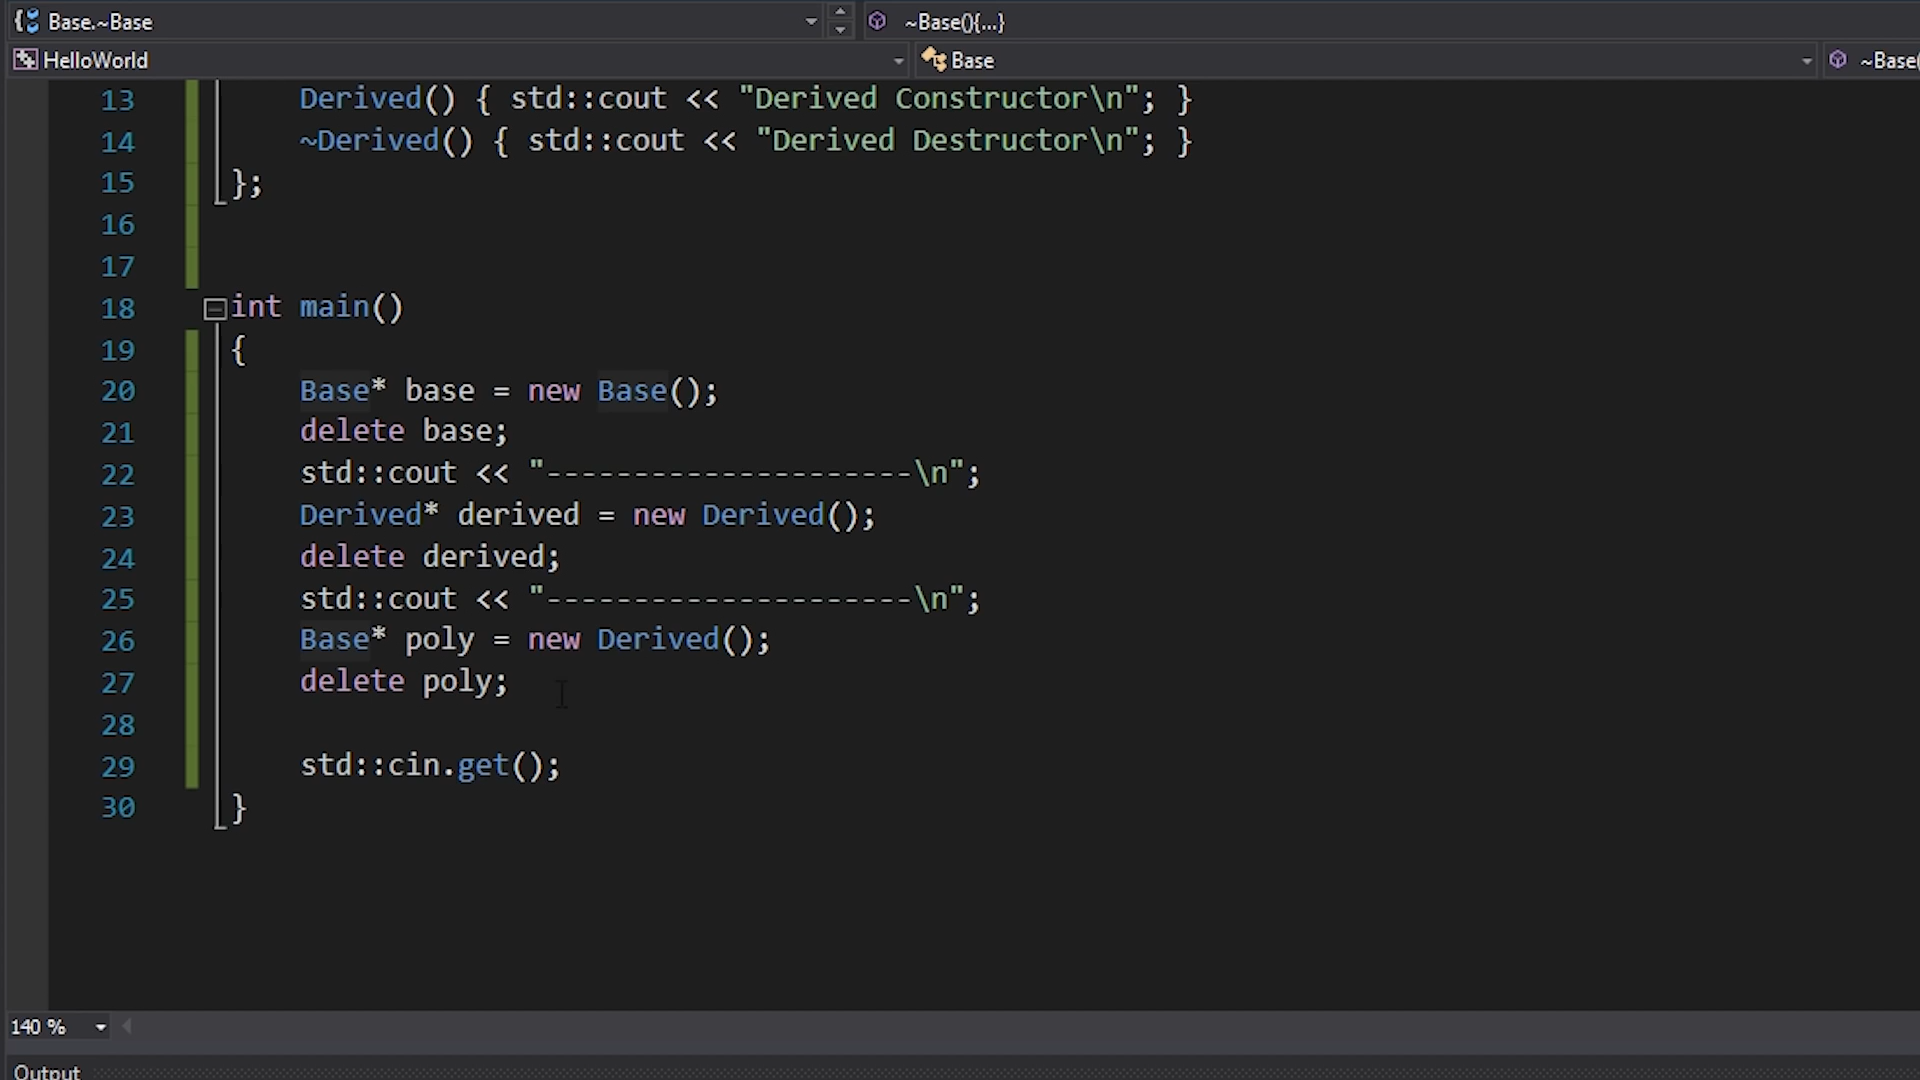 Base.~Base ~Base(){...}
HelloWorld Base ~Base(
13 Derived() { std::cout << "Derived Constructor\n"; }
14 ~Derived() { std::cout << "Derived Destructor\n"; }
15 };
16
17
18 int main()
19 {
20 Base* base = new Base();
21 delete base;
22 std::cout << "---------------------\n";
23 Derived* derived = new Derived();
24 delete derived;
25 std::cout << "---------------------\n";
26 Base* poly = new Derived();
27 delete poly;
28
29 std::cin.get();
30 }
140 %
Output